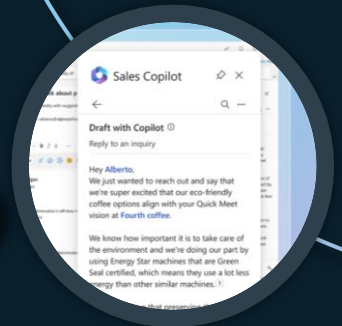 Sales Copilot
Draft with Copilot
Reply to an inquiry
Hey Alberto,
We just wanted to reach out and say that
we're super excited that our eco-friendly
coffee options align with your Quick Meet
vision at Fourth coffee.
We know how important it is to take care of
the environment and we're doing our part by
using Energy Star machines that are Green
Seal certified, which means they use a lot less
energy than other similar machines. 1
that preserving